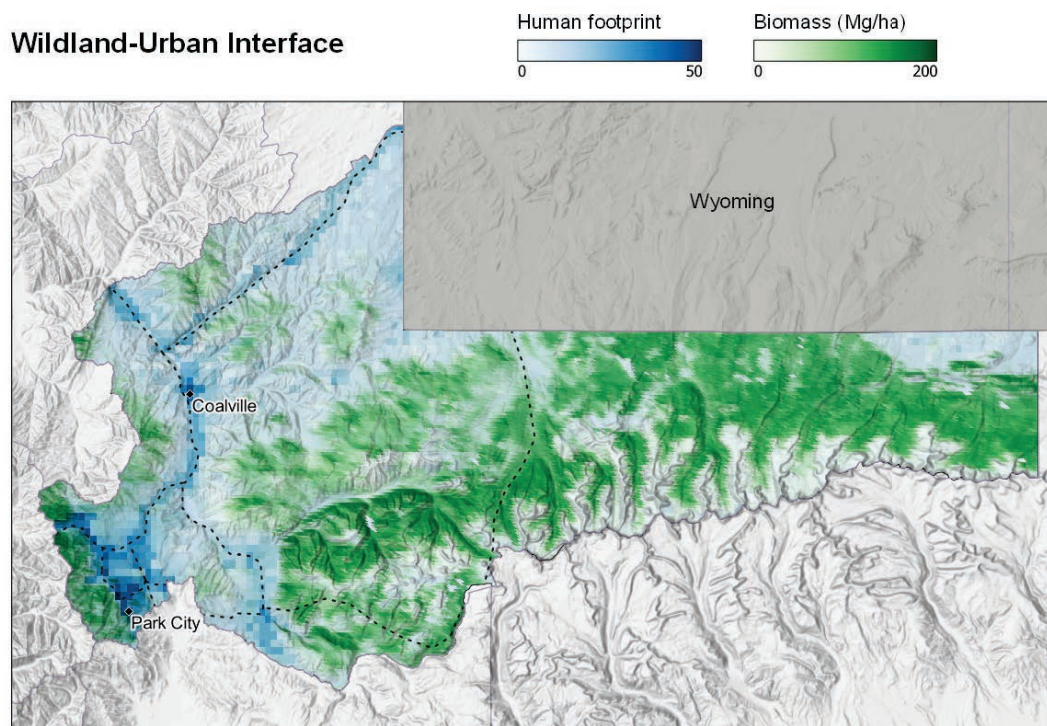 Wildland-Urban Interface
Human footprint
0 50
Biomass (Mg/ha)
0 200
Wyoming
Coalville
Park City